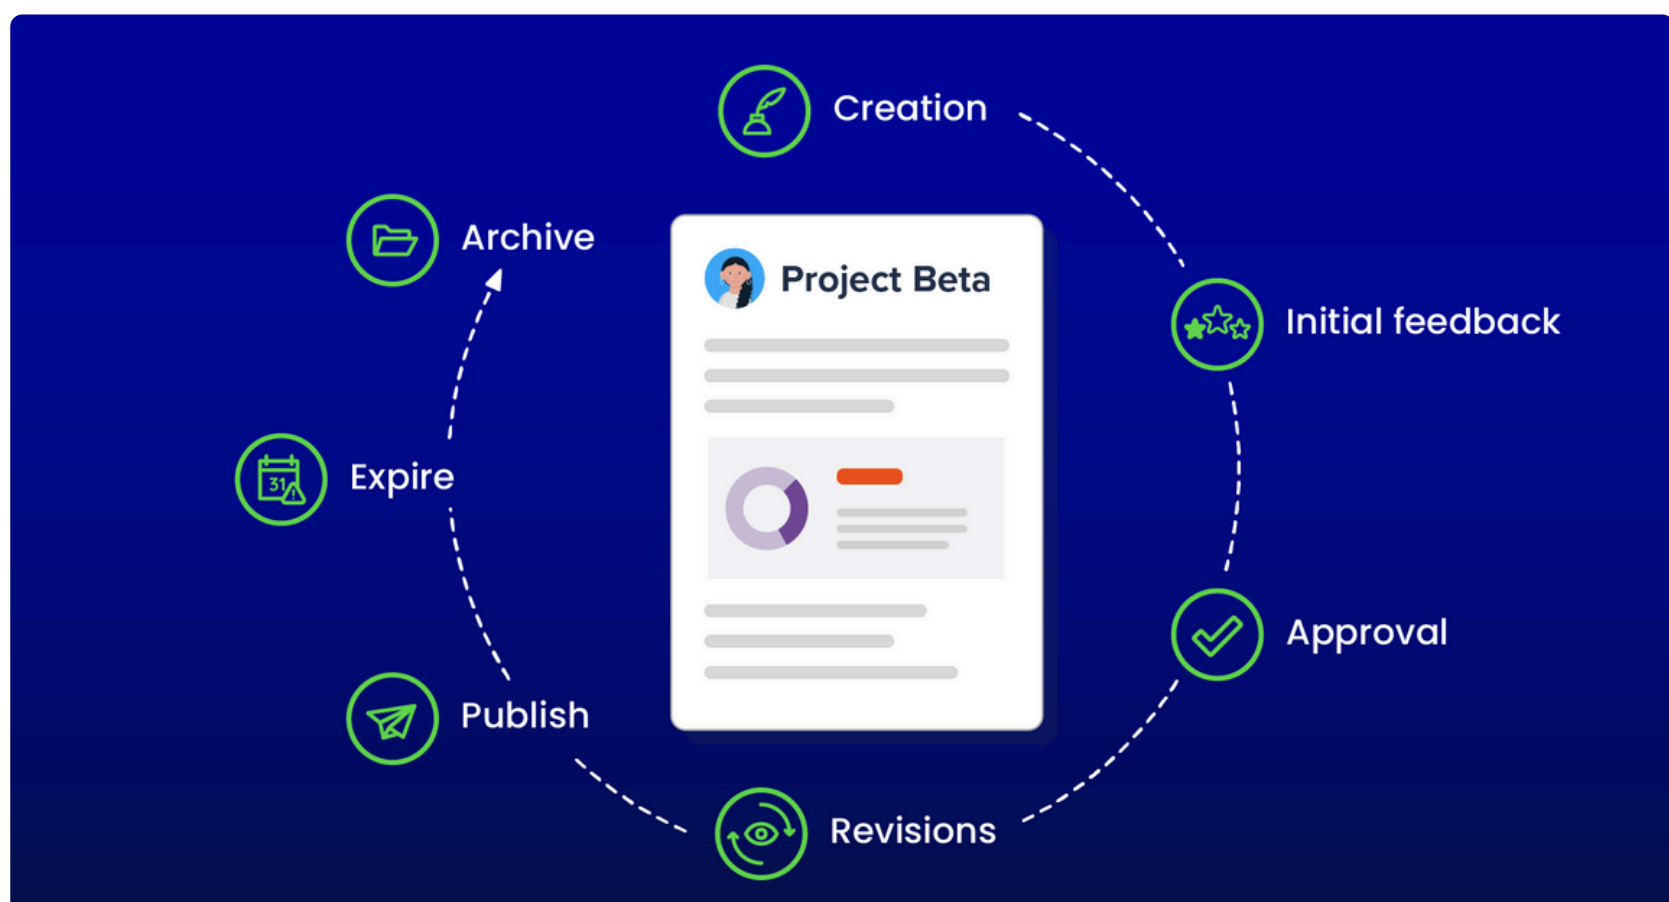 Creation
Archive
Project Beta
Initial feedback
Expire
31
Approval
Publish
Revisions